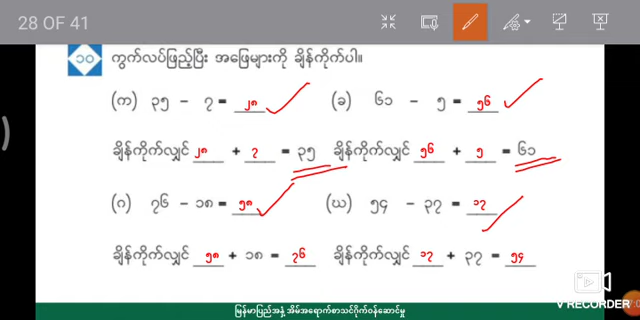 28 OF 41
၁၀ ကွက်လပ်ဖြည့်ပြီး အဖြေများကို ချိန်ကိုက်ပါ။
(က) ၃၅ − ၇ = ၂၈ (ခ) ၆၁ − ၅ = ၅၆
ချိန်ကိုက်လျှင် ၂၈ + ၇ = ၃၅ ချိန်ကိုက်လျှင် ၅၆ + ၅ = ၆၁
(ဂ) ၇၆ − ၁၈ = ၅၈ (ဃ) ၅၄ − ၃၇ = ၁၇
ချိန်ကိုက်လျှင် ၅၈ + ၁၈ = ၇၆ ချိန်ကိုက်လျှင် ၁၇ + ၃၇ = ၅၄
V RECORDER
မြန်မာပြည်အနှံ့ အိမ်အရောက်စာသင်ဝိုက်ဝန်ဆောင်မှု